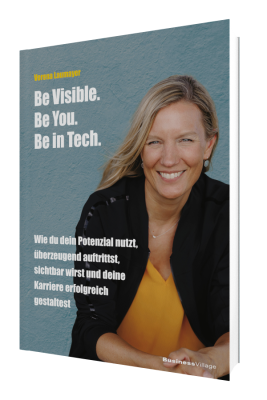 Verena Laumayer
Be Visible.
Be You.
Be in Tech.
Wie du dein Potenzial nutzt,
überzeugend auftrittst,
sichtbar wirst und deine
Karriere erfolgreich
gestaltest
BusinessVillage